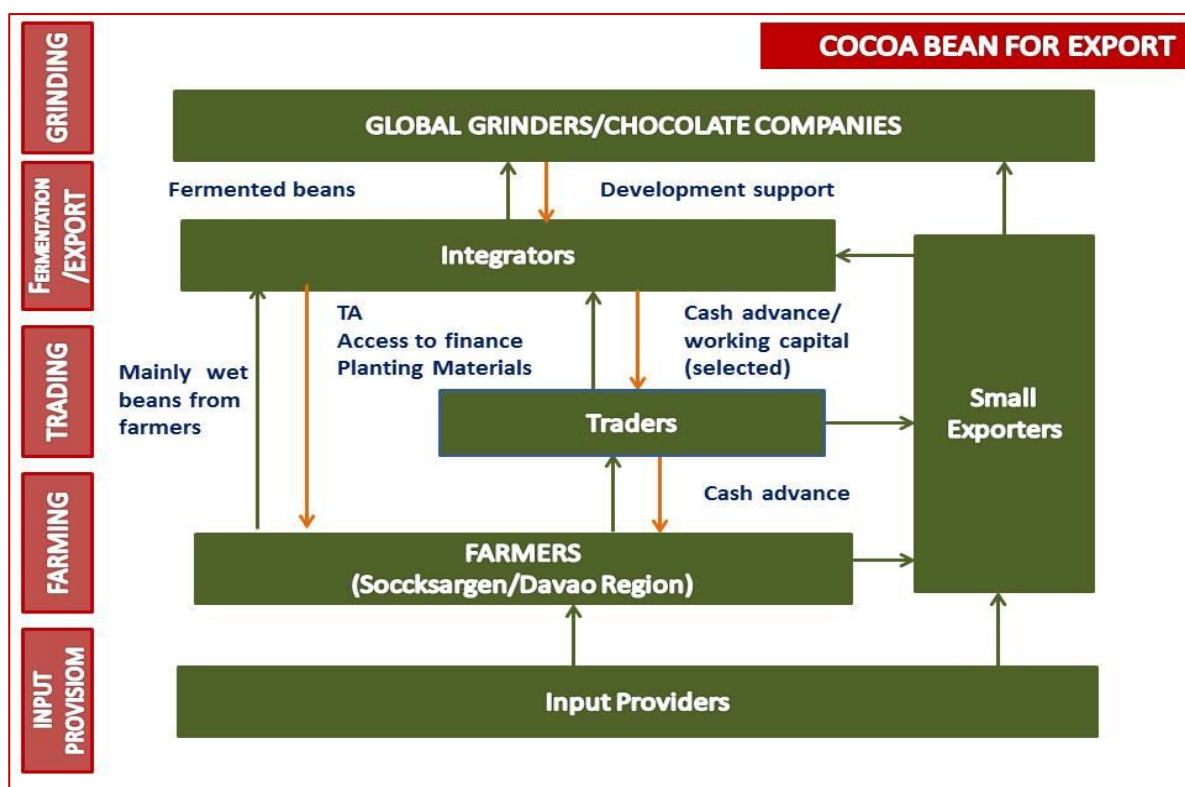 COCOA BEAN FOR EXPORT
GRINDING
GLOBAL GRINDERS/CHOCOLATE COMPANIES
FERMENTATION
/EXPORT
Fermented beans
Development support
Integrators
TRADING
Mainly wet
beans from
farmers
TA
Access to finance
Planting Materials
Cash advance/
working capital
(selected)
Traders
Small
Exporters
Cash advance
FARMING
FARMERS
(Soccksargen/Davao Region)
INPUT
PROVISIOM
Input Providers